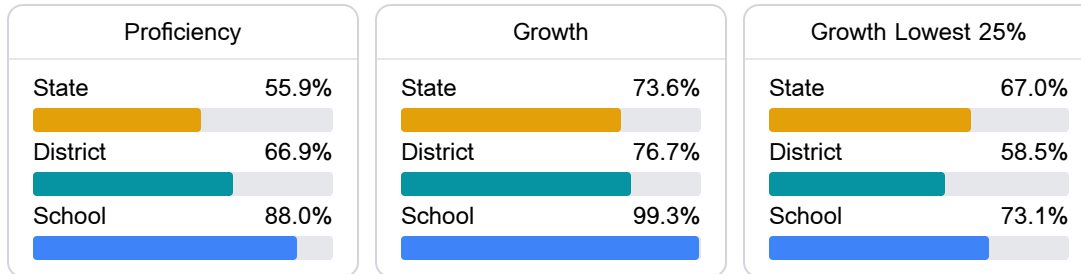 Proficiency
State 55.9%
District 66.9%
School 88.0%
Growth
State 73.6%
District 76.7%
School 99.3%
Growth Lowest 25%
State 67.0%
District 58.5%
School 73.1%